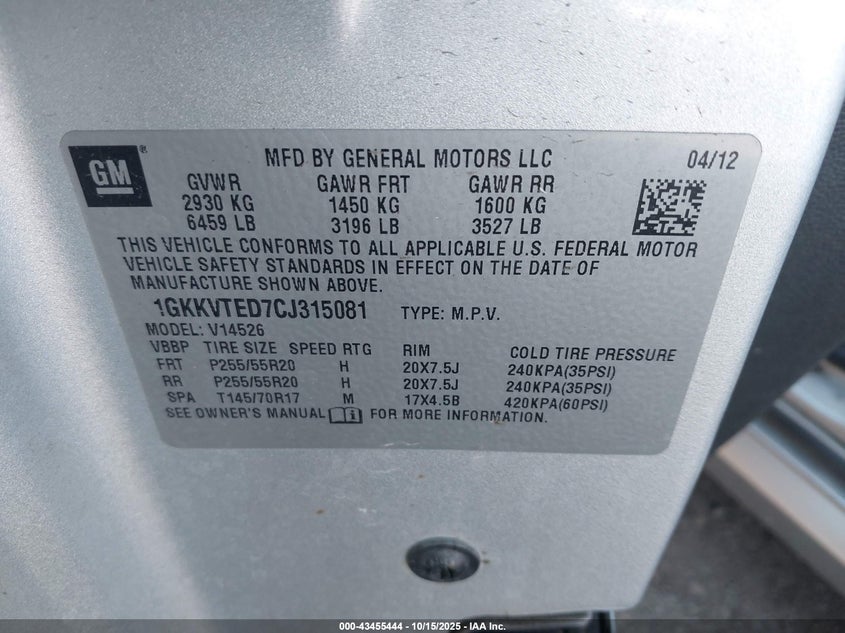 GM
MFD BY GENERAL MOTORS LLC 04/12
GVWR GAWR FRT GAWR RR
2930 KG 1450 KG 1600 KG
6459 LB 3196 LB 3527 LB
THIS VEHICLE CONFORMS TO ALL APPLICABLE U.S. FEDERAL MOTOR
VEHICLE SAFETY STANDARDS IN EFFECT ON THE DATE OF
MANUFACTURE SHOWN ABOVE.
1GKKVTED7CJ315081 TYPE: M.P.V.
MODEL: V14526
VBBP TIRE SIZE SPEED RTG RIM COLD TIRE PRESSURE
FRT P255/55R20 H 20X7.5J 240KPA(35PSI)
RR P255/55R20 H 20X7.5J 240KPA(35PSI)
SPA T145/70R17 M 17X4.5B 420KPA(60PSI)
SEE OWNER'S MANUAL FOR MORE INFORMATION.
000-43455444 - 10/15/2025 - IAA Inc.